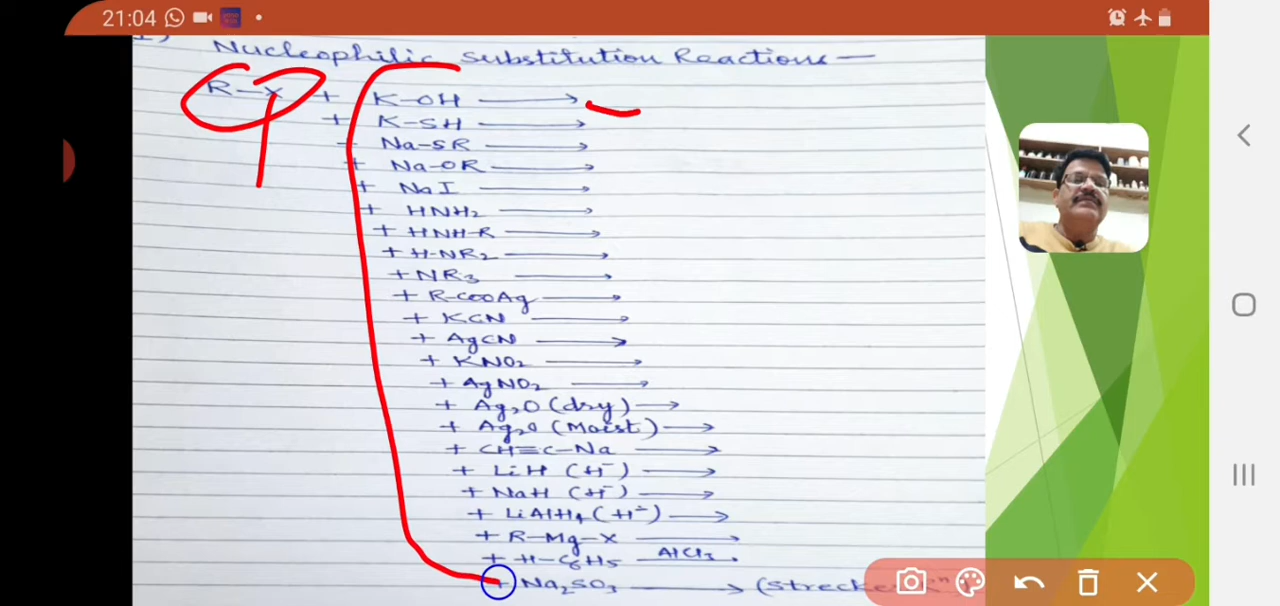 21:04
Nucleophilic substitution Reactions—
R-X + K-OH ⟶
+ K-SH ⟶
+ Na-SR ⟶
+ Na-OR ⟶
+ NaI ⟶
+ HNH₂ ⟶
+ HNH-R ⟶
+ H-NR₂ ⟶
+ NR₃ ⟶
+ R-COOAg ⟶
+ KCN ⟶
+ AgCN ⟶
+ KNO₂ ⟶
+ AgNO₂ ⟶
+ Ag₂O (dry) ⟶
+ Ag₂O (Moist) ⟶
+ CH≡C-Na ⟶
+ LiH (H⁻) ⟶
+ NaH (H⁻) ⟶
+ LiAlH₄ (H⁻) ⟶
+ R-Mg-X ⟶
+ H-C₆H₅ AlCl₃ ⟶
+ Na₂SO₃ ⟶